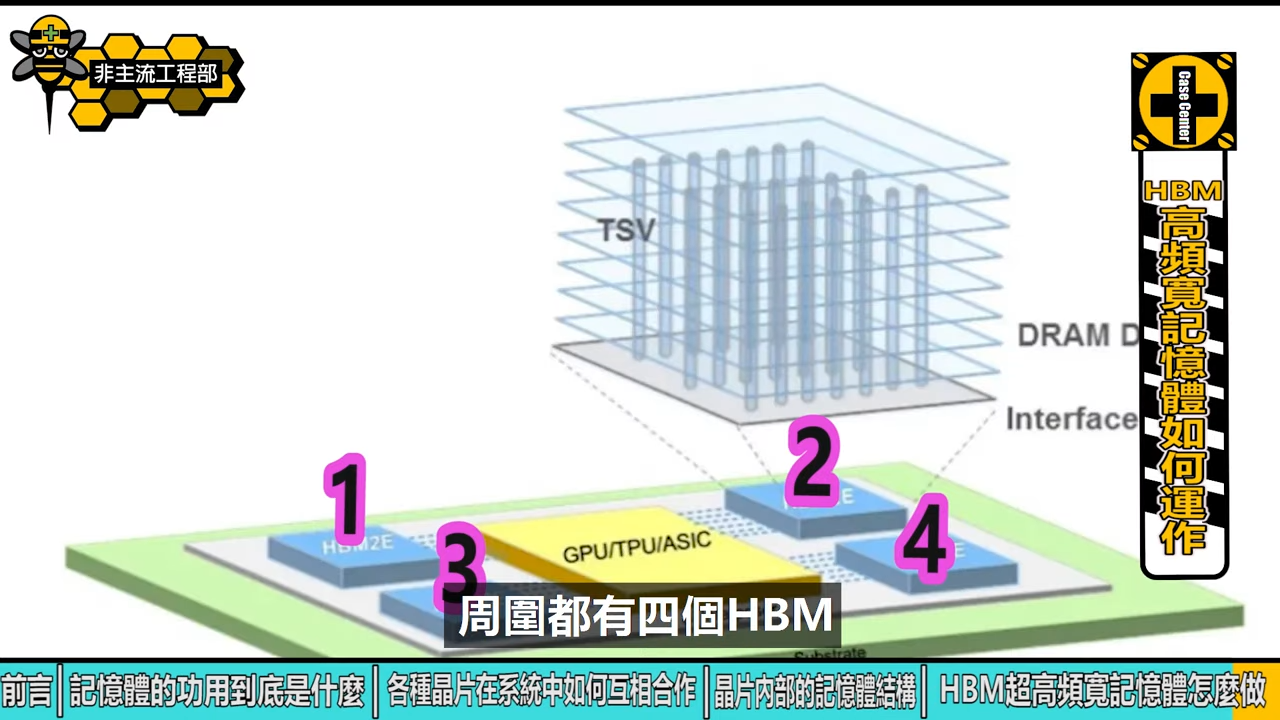 非主流工程部
Case Center
HBM
高頻寬記憶體如何運作
TSV
DRAM D
Interface
1
2
3
4
HBM2E
E
E
GPU/TPU/ASIC
周圍都有四個HBM
Substrate
前言
記憶體的功用到底是什麼
各種晶片在系統中如何互相合作
晶片內部的記憶體結構
HBM超高頻寬記憶體怎麼做